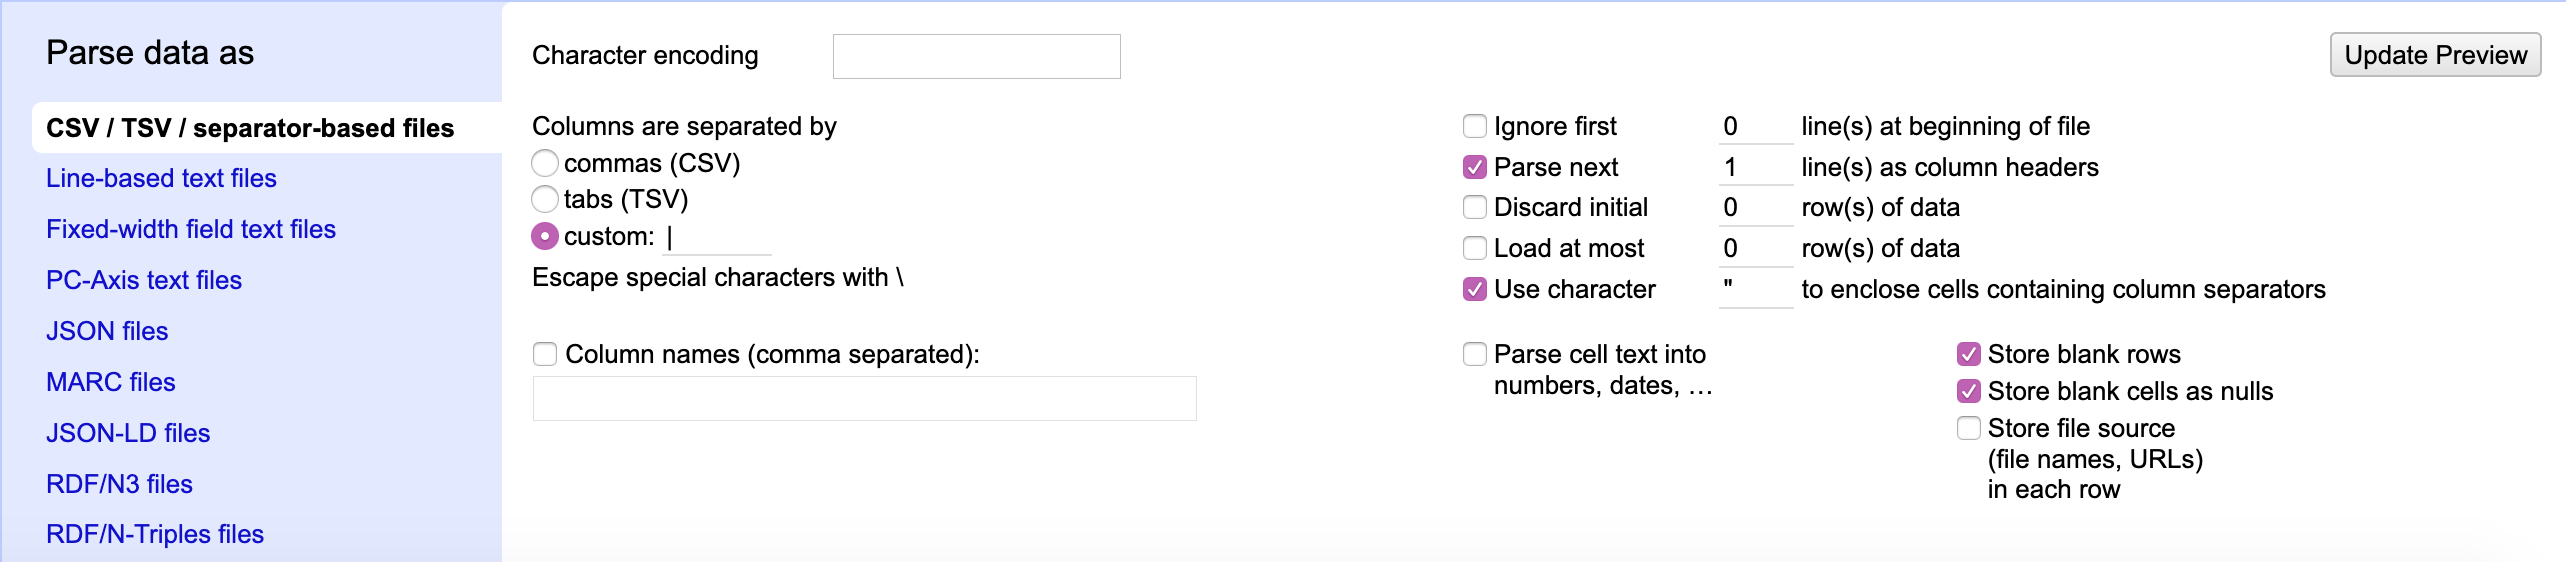 Parse data as
CSV / TSV / separator-based files
Line-based text files
Fixed-width field text files
PC-Axis text files
JSON files
MARC files
JSON-LD files
RDF/N3 files
RDF/N-Triples files
Character encoding
Update Preview
Columns are separated by
commas (CSV)
tabs (TSV)
custom: |
Escape special characters with \
Column names (comma separated):
Ignore first 0 line(s) at beginning of file
Parse next 1 line(s) as column headers
Discard initial 0 row(s) of data
Load at most 0 row(s) of data
Use character " to enclose cells containing column separators
Parse cell text into
numbers, dates, …
Store blank rows
Store blank cells as nulls
Store file source
(file names, URLs)
in each row